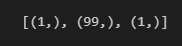 [(1,), (99,), (1,)]